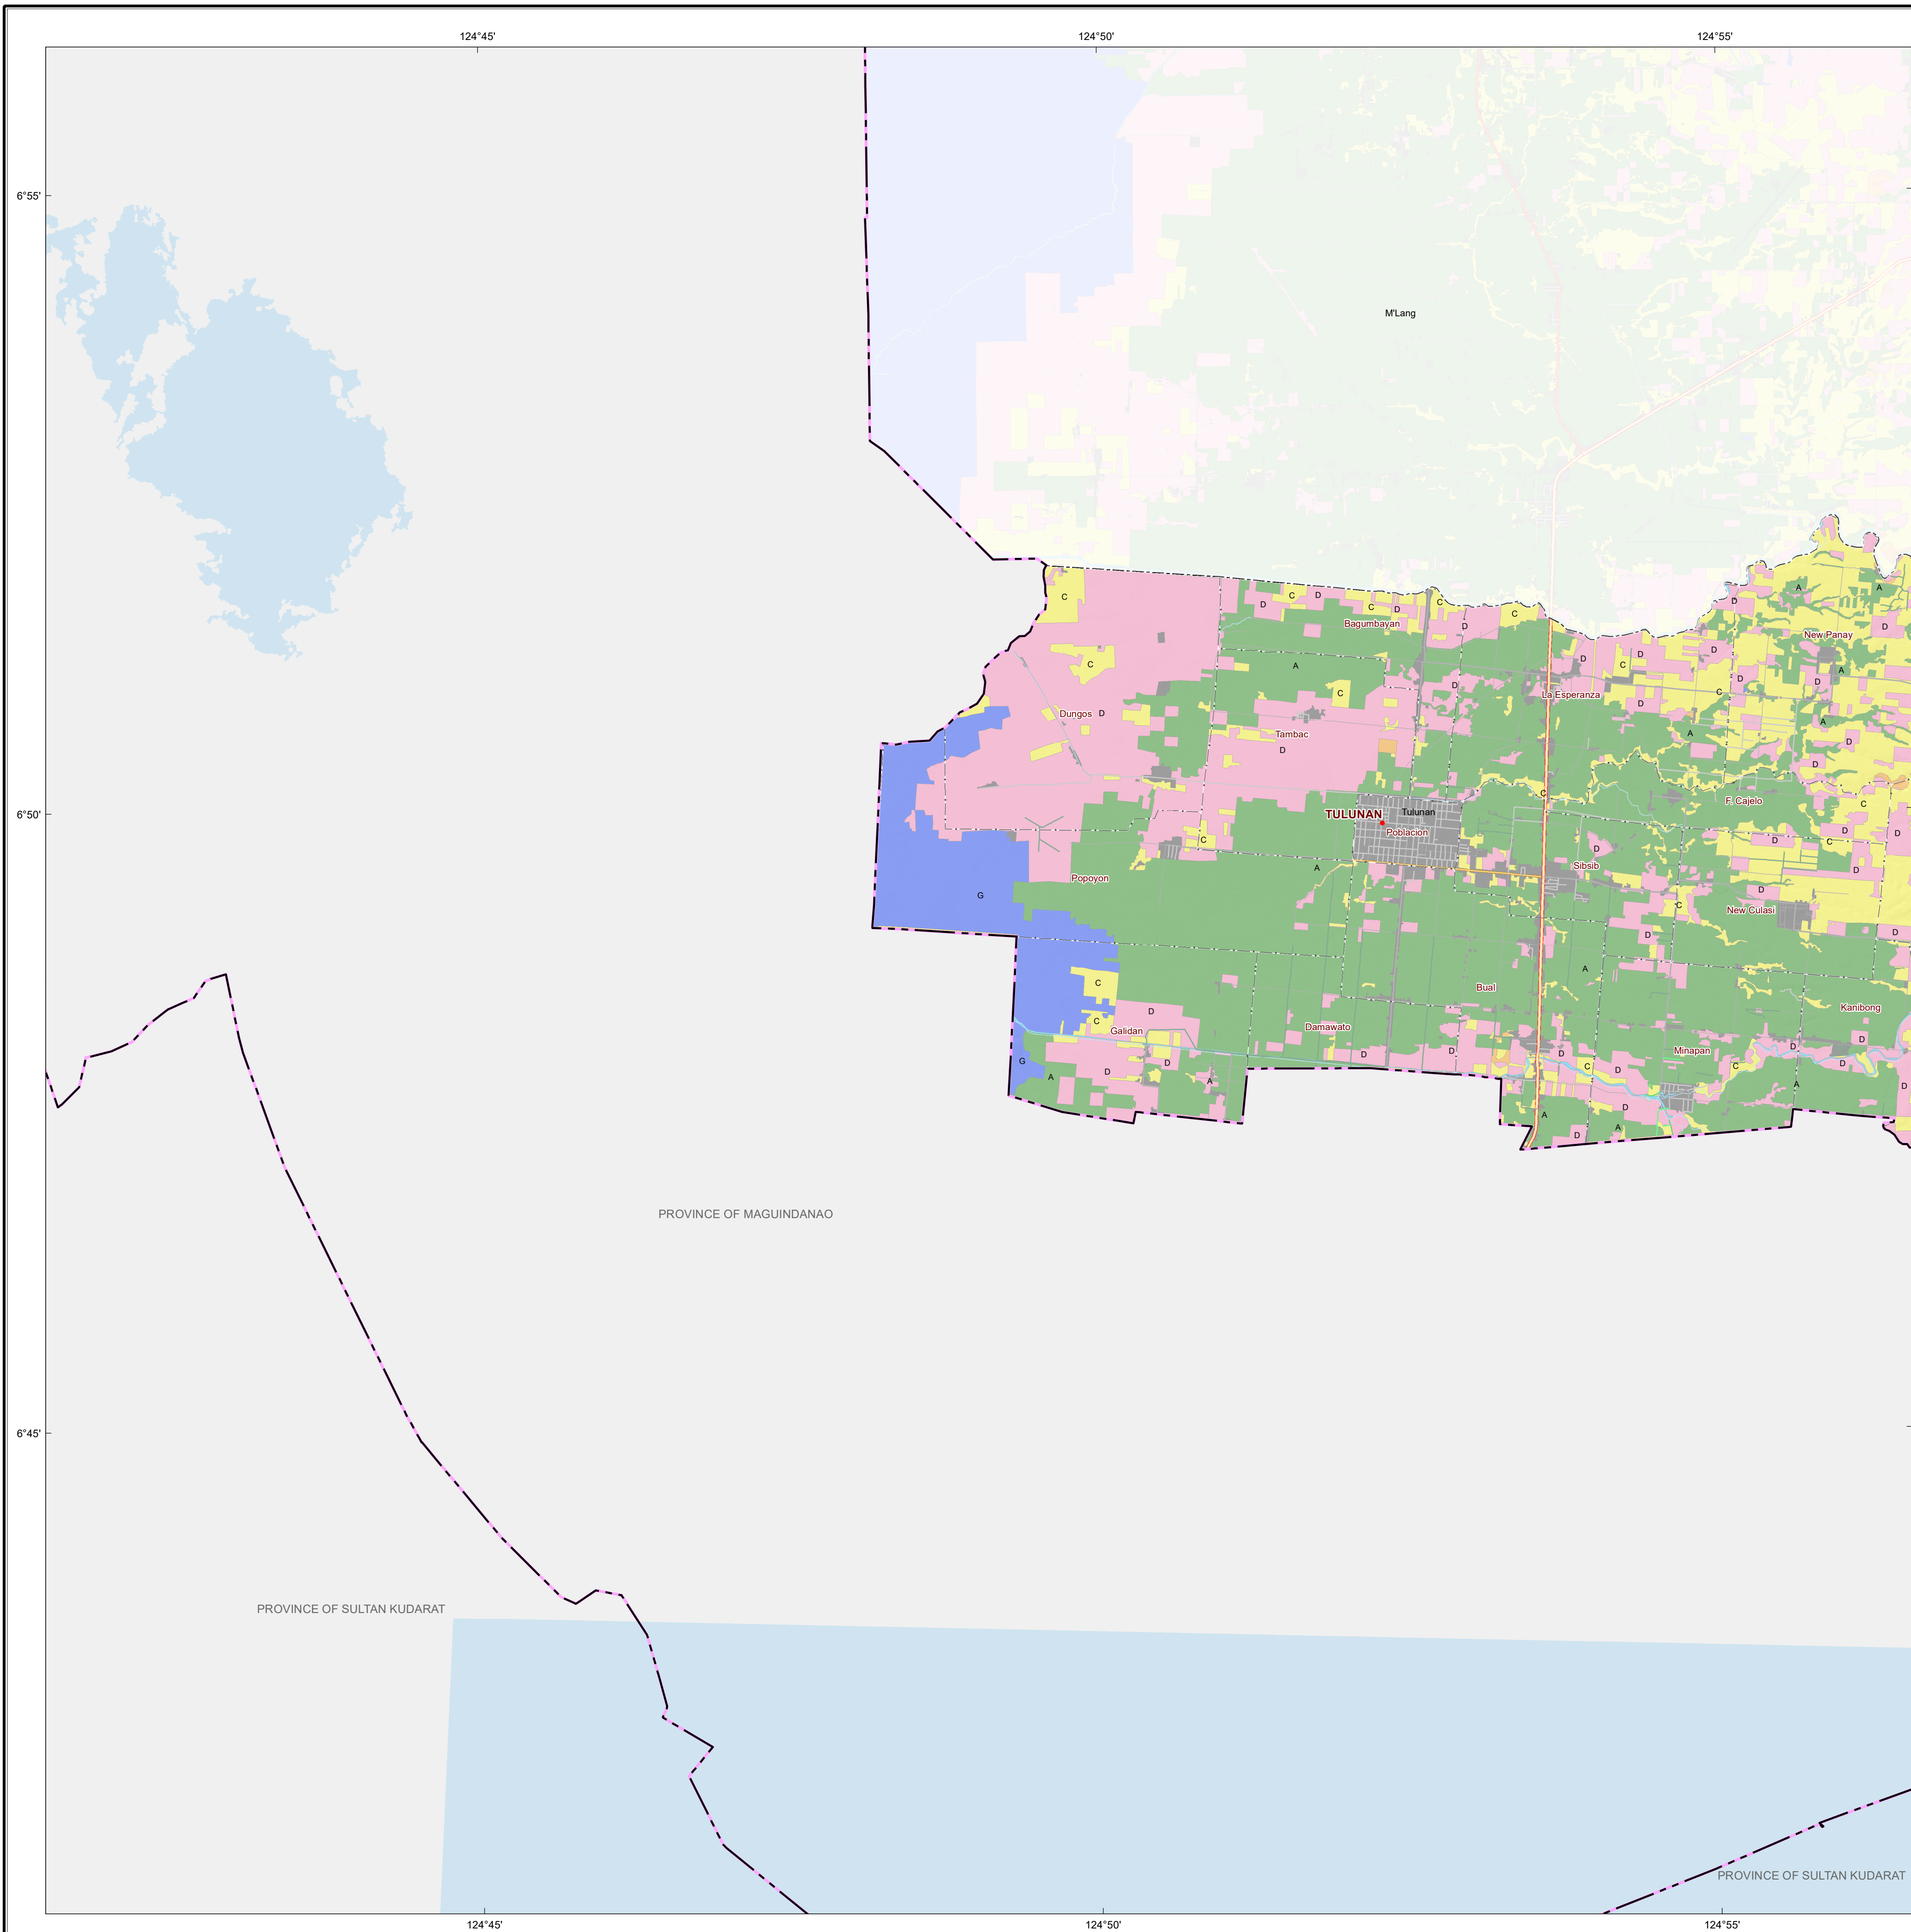 124°45' 124°50' 124°55'
6°55'
M'Lang
C
D C D C D C D C
Bagumbayan
A A
D New Panay D
C A C D C D D A
D D C D D
La Esperanza
Dungos D
Tambac
D
A A D
D
6°50'
TULUNAN Tulunan
Poblacion
C
F. Cajelo
C D D C D
C A Sibsib D
D
Popoyon
G
D
New Culasi
C
D D
A
C
Bual
Kanibong
D
C Galidan
Damawato
D
Minapan D
G A D D A D D D C D C D A D
D
A D A
PROVINCE OF MAGUINDANAO
6°45'
PROVINCE OF SULTAN KUDARAT
PROVINCE OF SULTAN KUDARAT
124°45' 124°50' 124°55'